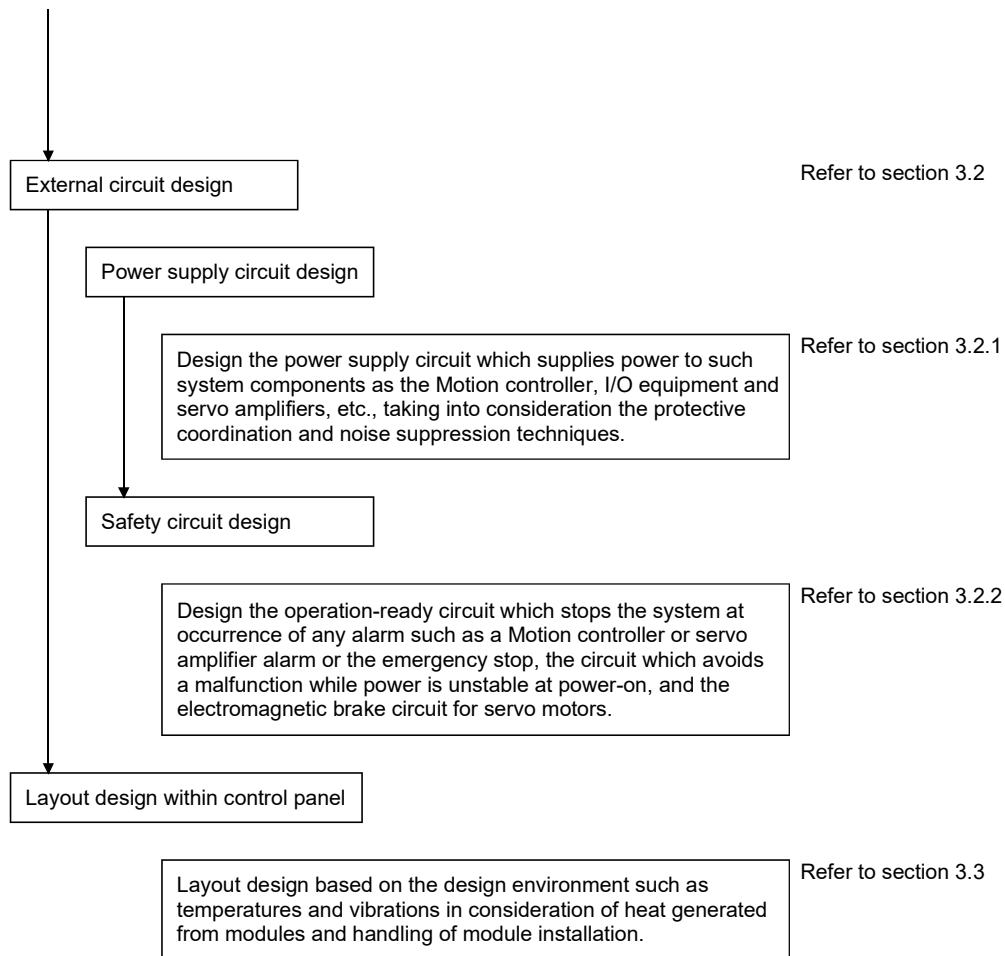 External circuit design
Refer to section 3.2
Power supply circuit design
Design the power supply circuit which supplies power to such
system components as the Motion controller, I/O equipment and
servo amplifiers, etc., taking into consideration the protective
coordination and noise suppression techniques.
Refer to section 3.2.1
Safety circuit design
Design the operation-ready circuit which stops the system at
occurrence of any alarm such as a Motion controller or servo
amplifier alarm or the emergency stop, the circuit which avoids
a malfunction while power is unstable at power-on, and the
electromagnetic brake circuit for servo motors.
Refer to section 3.2.2
Layout design within control panel
Layout design based on the design environment such as
temperatures and vibrations in consideration of heat generated
from modules and handling of module installation.
Refer to section 3.3